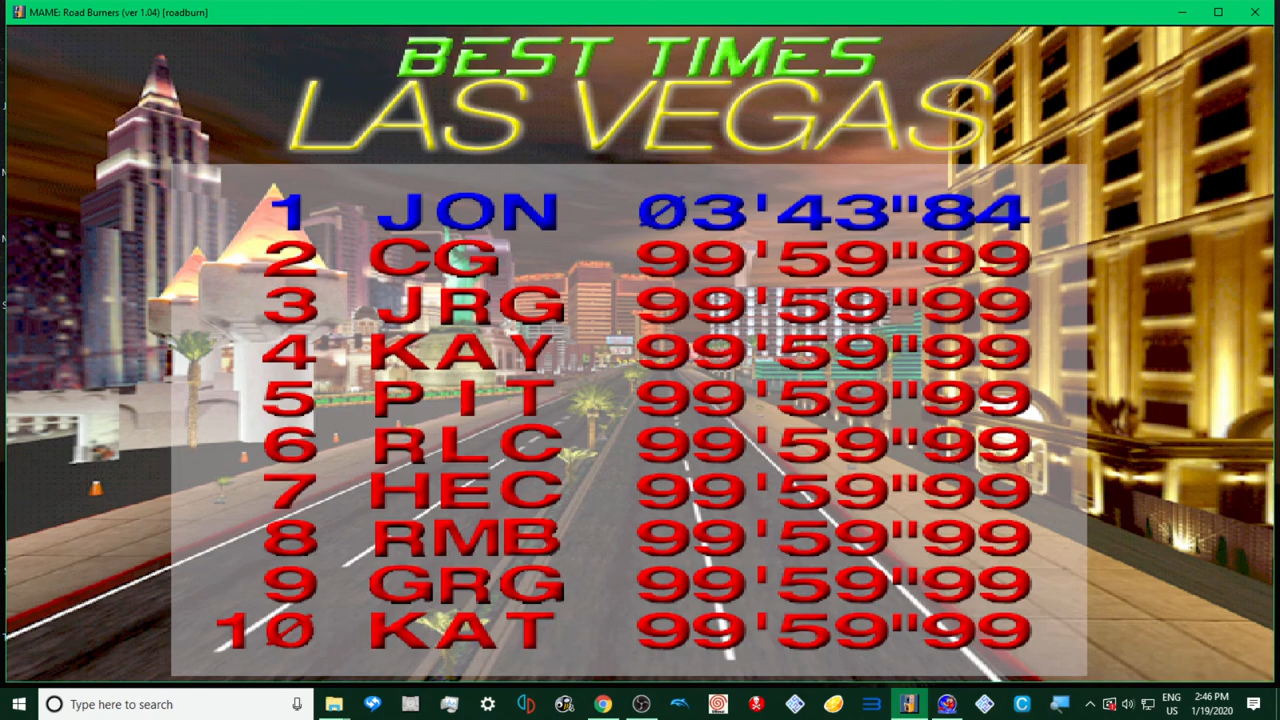 MAME: Road Burners (ver 1.04) [roadburn]
BEST TIMES
LAS VEGAS
1 JON 03'43"84
2 CG 99'59"99
3 JRG 99'59"99
4 KAY 99'59"99
5 PIT 99'59"99
6 RLC 99'59"99
7 HEC 99'59"99
8 RMB 99'59"99
9 GRG 99'59"99
10 KAT 99'59"99
Type here to search
ENG
US
2:46 PM
1/19/2020